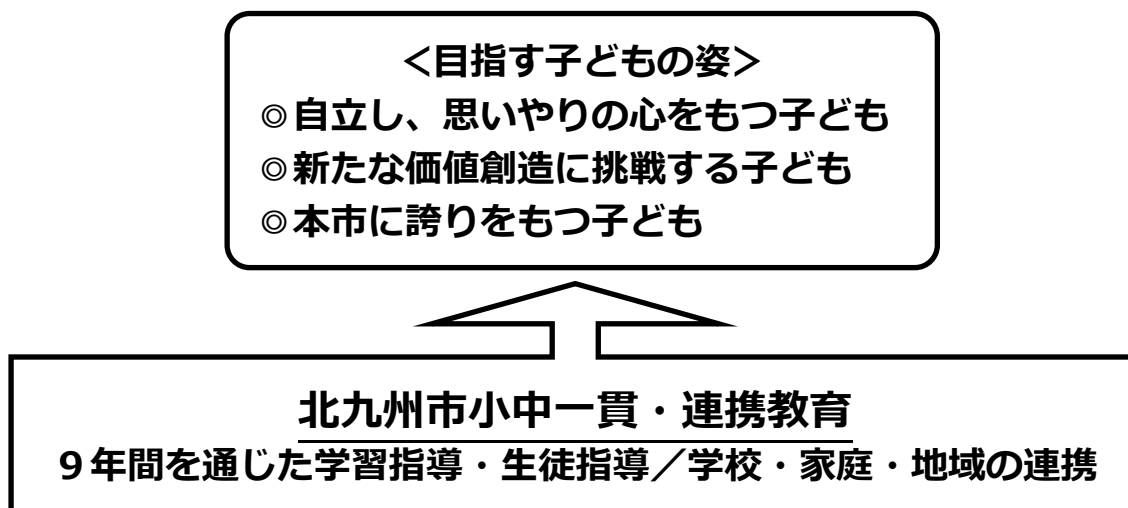 ＜目指す子どもの姿＞
◎自立し、思いやりの心をもつ子ども
◎新たな価値創造に挑戦する子ども
◎本市に誇りをもつ子ども
北九州市小中一貫・連携教育
９年間を通じた学習指導・生徒指導／学校・家庭・地域の連携